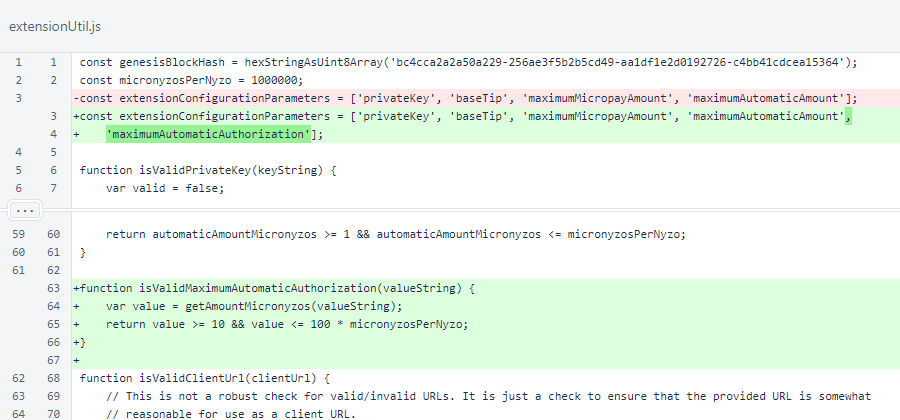 extensionUtil.js
1 1 const genesisBlockHash = hexStringAsUint8Array('bc4cca2a2a50a229-256ae3f5b2b5cd49-aa1df1e2d0192726-c4bb41cdcea15364');
2 2 const micronyzosPerNyzo = 1000000;
3 -const extensionConfigurationParameters = ['privateKey', 'baseTip', 'maximumMicropayAmount', 'maximumAutomaticAmount'];
3 +const extensionConfigurationParameters = ['privateKey', 'baseTip', 'maximumMicropayAmount', 'maximumAutomaticAmount',
4 + 'maximumAutomaticAuthorization'];
4 5
5 6 function isValidPrivateKey(keyString) {
6 7 var valid = false;
...
59 60 return automaticAmountMicronyzos >= 1 && automaticAmountMicronyzos <= micronyzosPerNyzo;
60 61 }
61 62
63 +function isValidMaximumAutomaticAuthorization(valueString) {
64 + var value = getAmountMicronyzos(valueString);
65 + return value >= 10 && value <= 100 * micronyzosPerNyzo;
66 +}
67 +
62 68 function isValidClientUrl(clientUrl) {
63 69 // This is not a robust check for valid/invalid URLs. It is just a check to ensure that the provided URL is somewhat
64 70 // reasonable for use as a client URL.